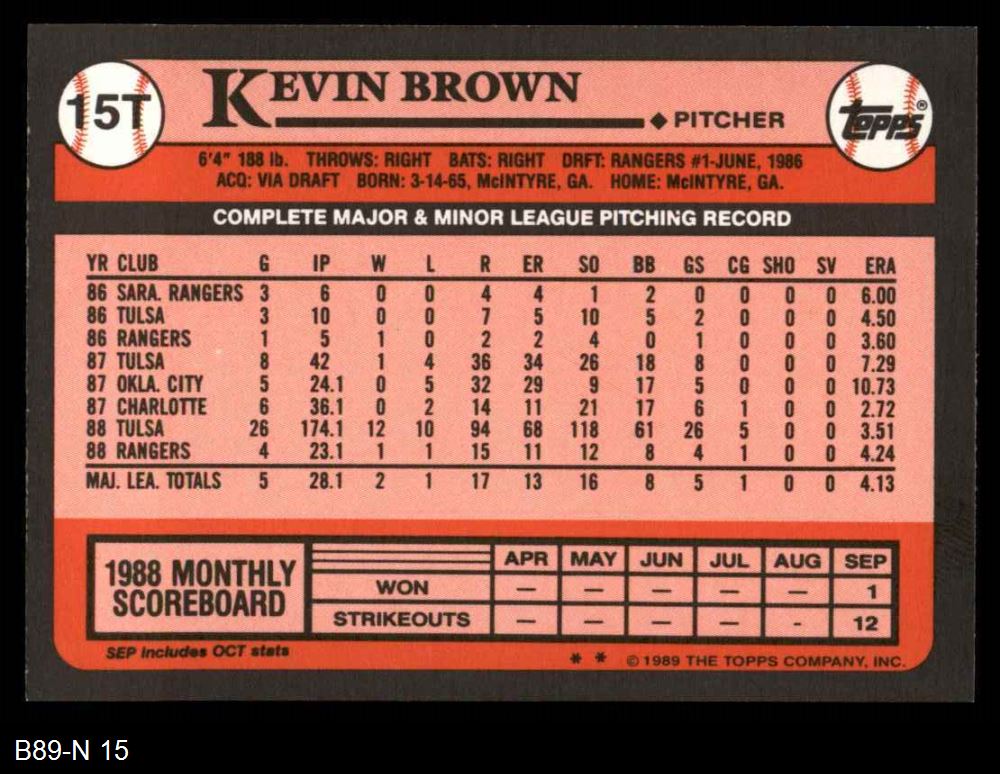 15T
KEVIN BROWN
◆ PITCHER
Topps®
6'4" 188 lb. THROWS: RIGHT BATS: RIGHT DRFT: RANGERS #1-JUNE, 1986
ACQ: VIA DRAFT BORN: 3-14-65, McINTYRE, GA. HOME: McINTYRE, GA.
COMPLETE MAJOR & MINOR LEAGUE PITCHING RECORD
YR CLUB G IP W L R ER SO BB GS CG SHO SV ERA
86 SARA. RANGERS 3 6 0 0 4 4 1 2 0 0 0 0 6.00
86 TULSA 3 10 0 0 7 5 10 5 2 0 0 0 4.50
86 RANGERS 1 5 1 0 2 2 4 0 1 0 0 0 3.60
87 TULSA 8 42 1 4 36 34 26 18 8 0 0 0 7.29
87 OKLA. CITY 5 24.1 0 5 32 29 9 17 5 0 0 0 10.73
87 CHARLOTTE 6 36.1 0 2 14 11 21 17 6 1 0 0 2.72
88 TULSA 26 174.1 12 10 94 68 118 61 26 5 0 0 3.51
88 RANGERS 4 23.1 1 1 15 11 12 8 4 1 0 0 4.24
MAJ. LEA. TOTALS 5 28.1 2 1 17 13 16 8 5 1 0 0 4.13
1988 MONTHLY
SCOREBOARD
APR MAY JUN JUL AUG SEP
WON — — — — — 1
STRIKEOUTS — — — — - 12
SEP Includes OCT stats
* * © 1989 THE TOPPS COMPANY, INC.
B89-N 15